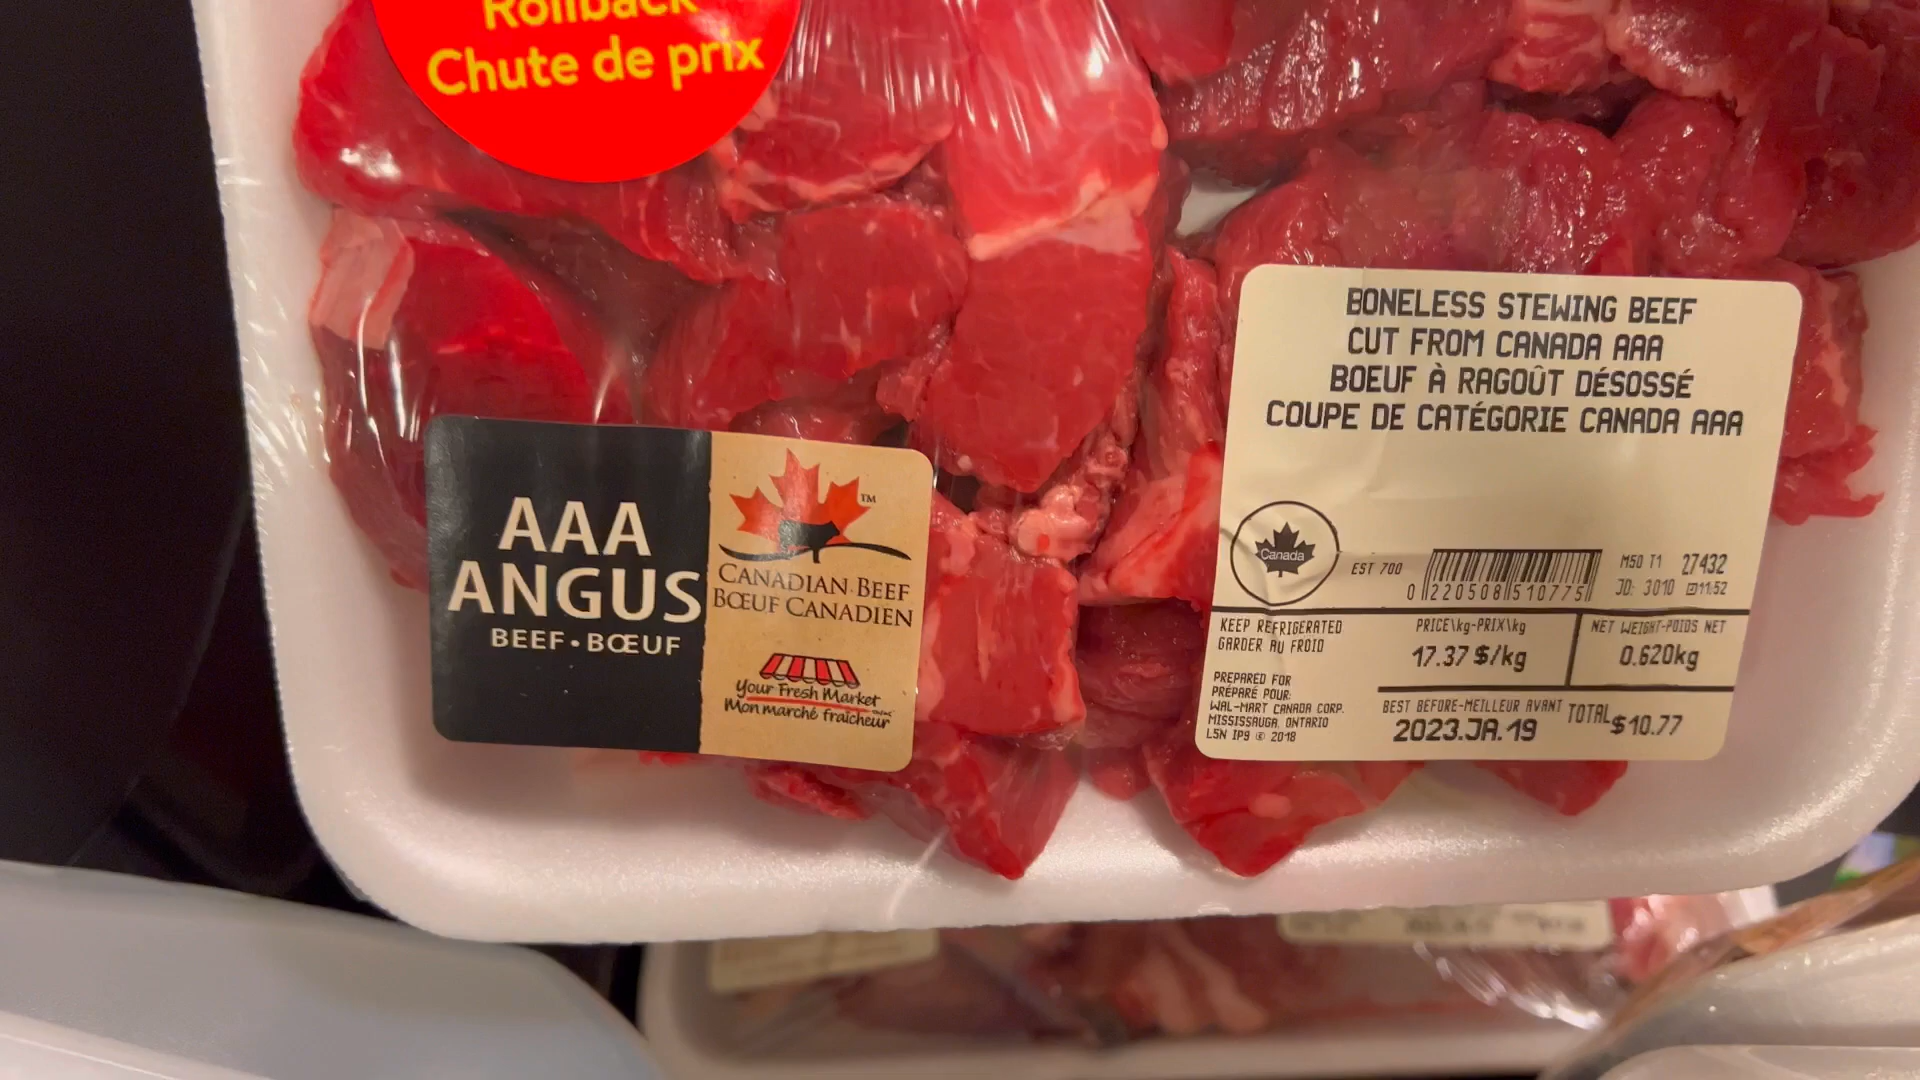 Rollback
Chute de prix
AAA
ANGUS
BEEF • BŒUF
TM
CANADIAN BEEF
BŒUF CANADIEN
Your Fresh Market
Mon marché fraîcheur
BONELESS STEWING BEEF
CUT FROM CANADA AAA
BOEUF À RAGOÛT DÉSOSSÉ
COUPE DE CATÉGORIE CANADA AAA
Canada
EST 700
0 220508 510775
M50 T1 27432
JD: 3010 11:52
KEEP REFRIGERATED
GARDER AU FROID
PRICE\kg-PRIX\kg
17.37 $/kg
NET WEIGHT-POIDS NET
0.620kg
PREPARED FOR
PRÉPARÉ POUR:
WAL-MART CANADA CORP.
MISSISSAUGA, ONTARIO
L5N 1P9 © 2018
BEST BEFORE-MEILLEUR AVANT
2023.JA.19
TOTAL $10.77